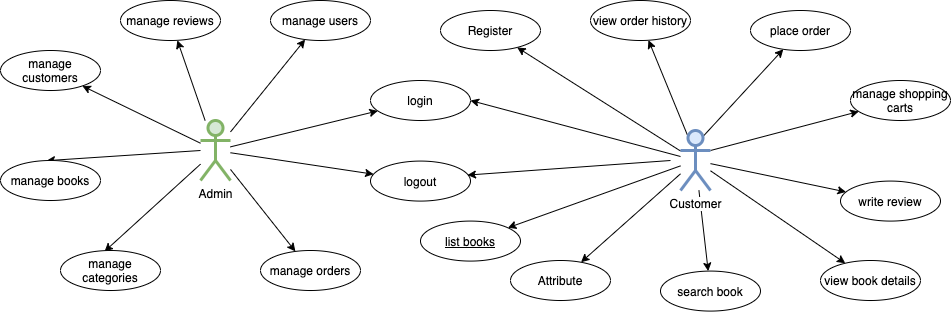 manage reviews
manage users
Register
view order history
place order
manage
customers
login
manage shopping
carts
manage books
Admin
logout
Customer
write review
list books
manage
categories
manage orders
Attribute
search book
view book details